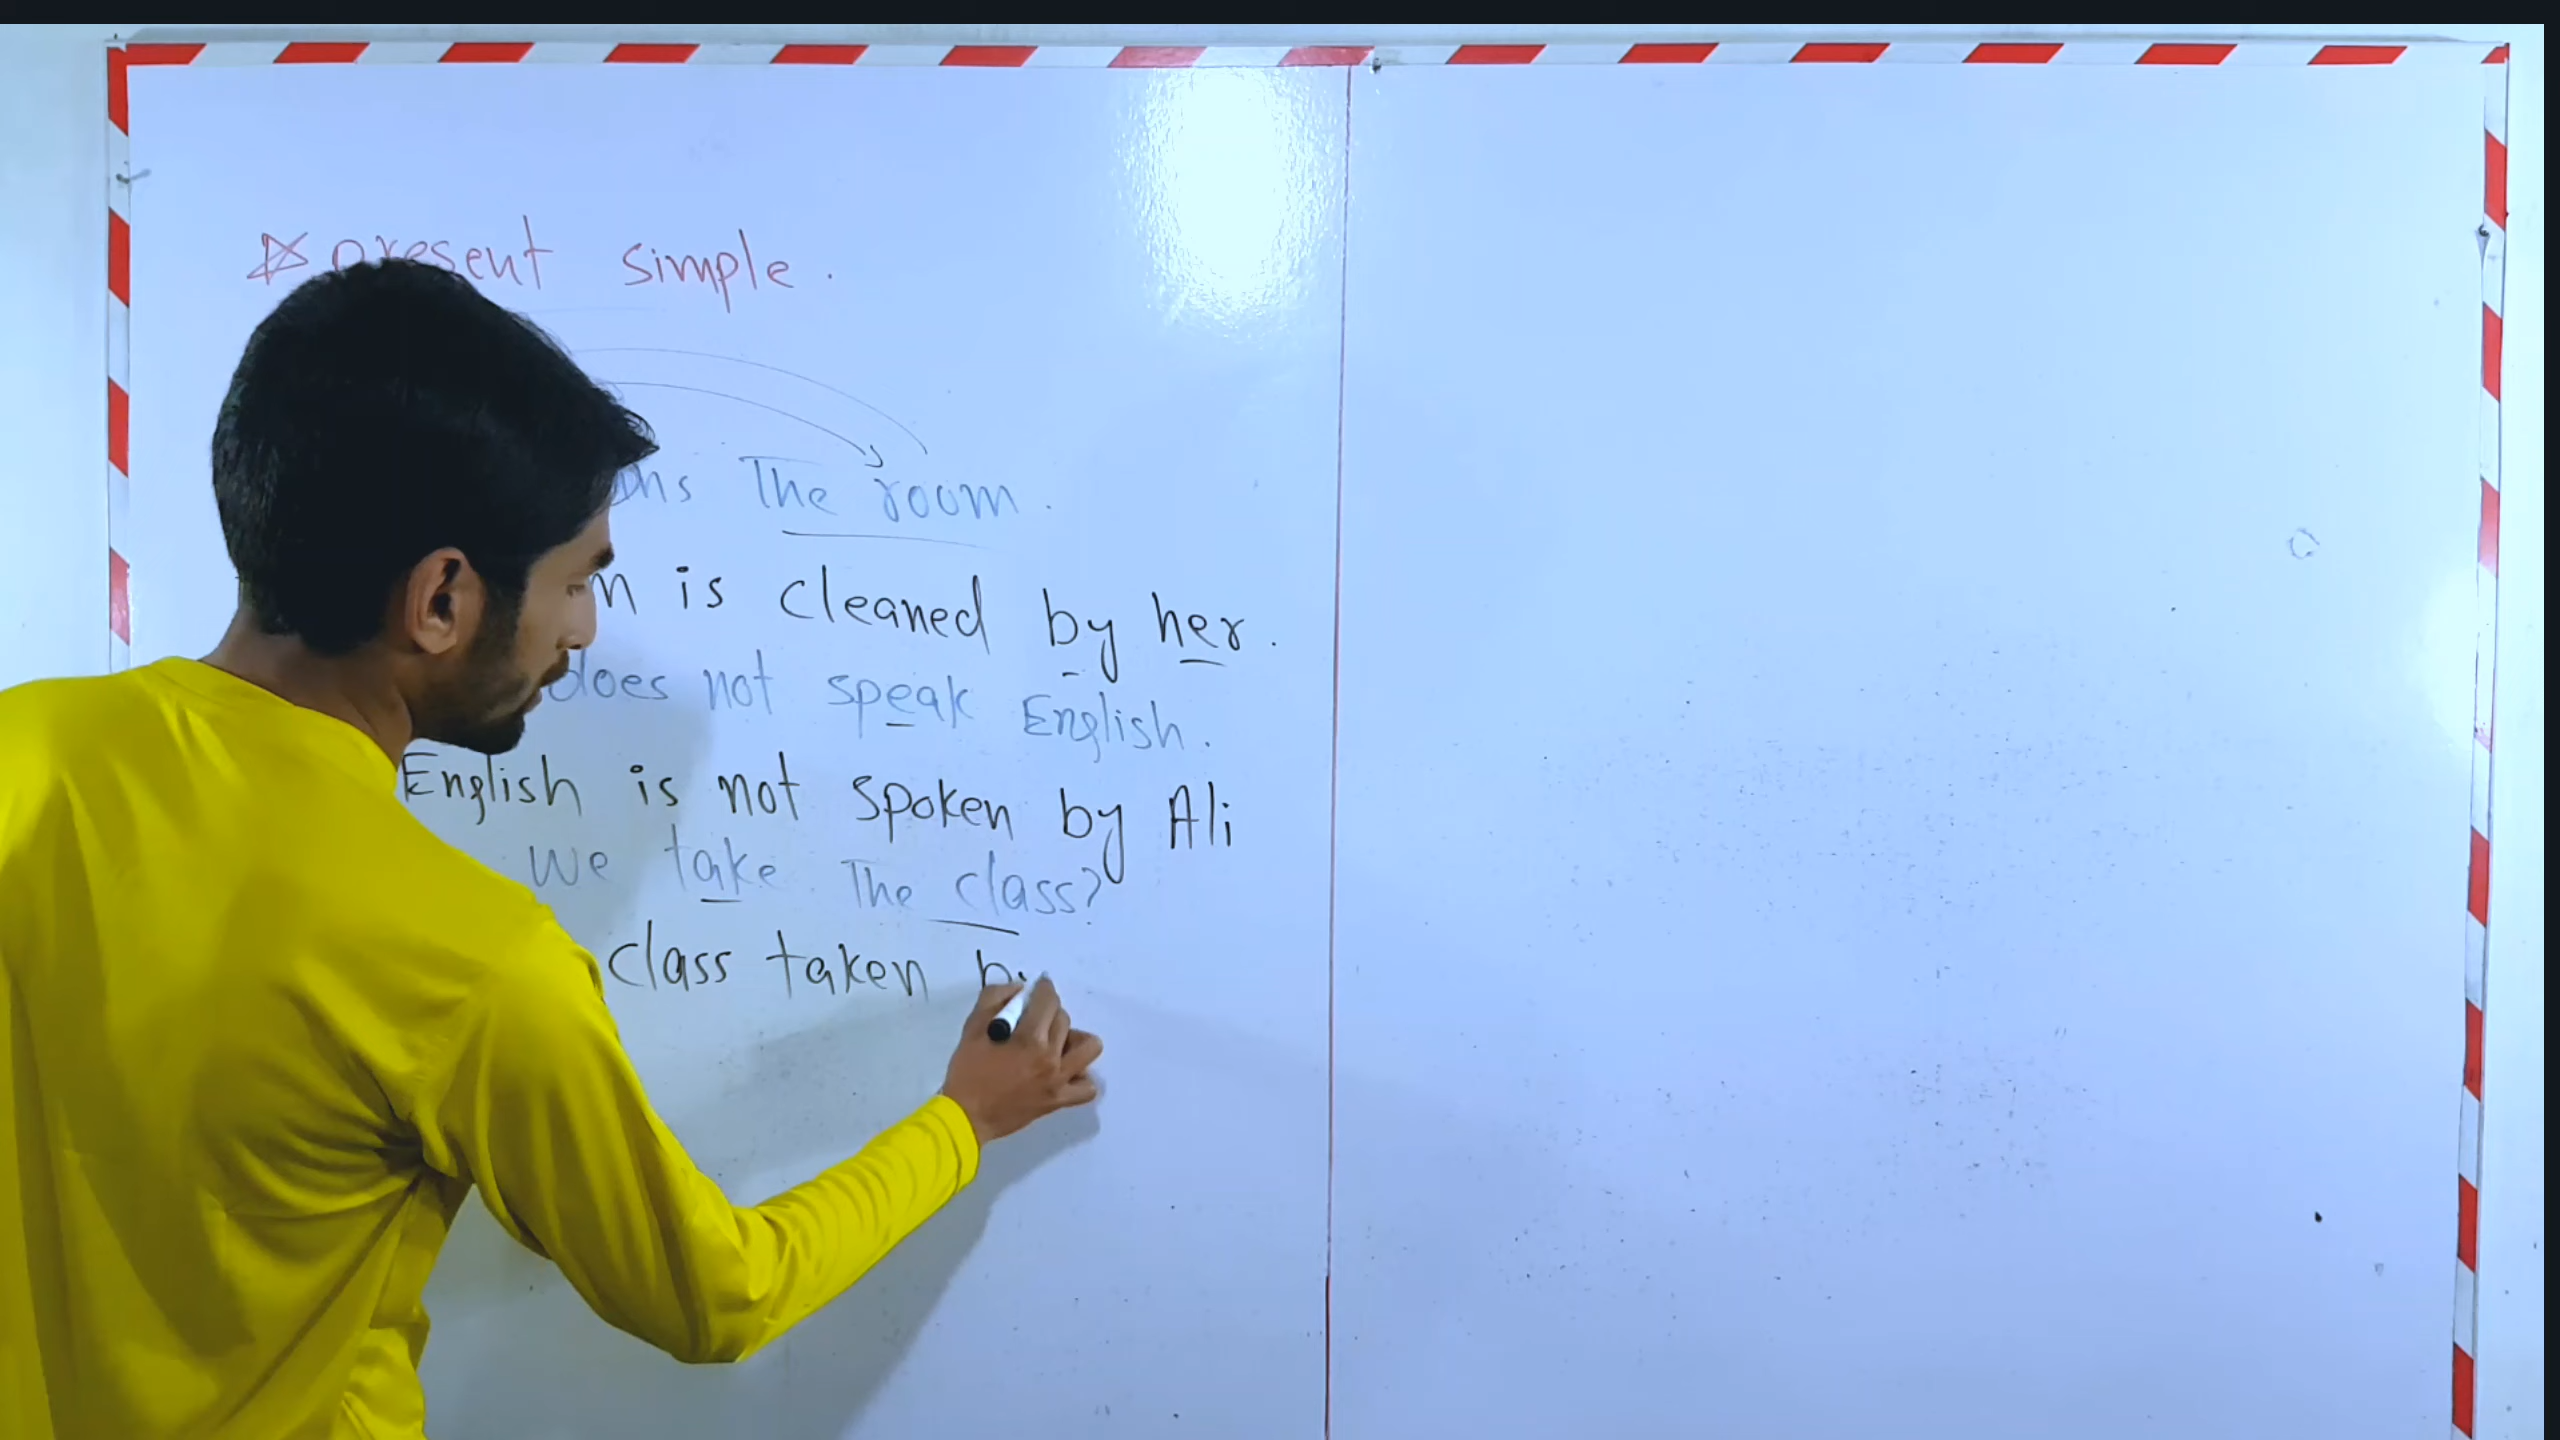 present simple.
The room.
is cleaned by her.
does not speak English.
English is not spoken by Ali
We take The class?
class taken by